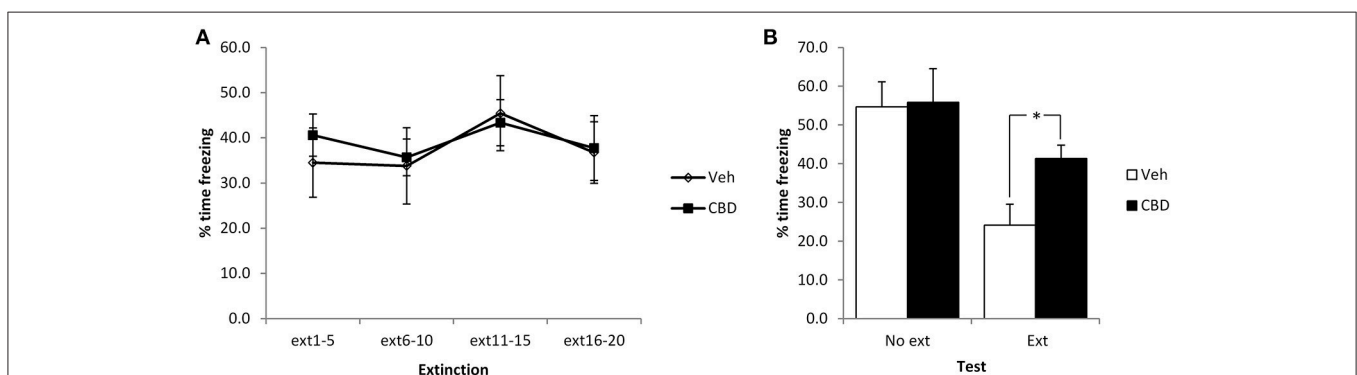 A
60.0
50.0
40.0
30.0
20.0
10.0
0.0
% time freezing
ext1-5 ext6-10 ext11-15 ext16-20
Extinction
Veh
CBD
B
70.0
60.0
50.0
40.0
30.0
20.0
10.0
0.0
% time freezing
*
No ext Ext
Test
Veh
CBD